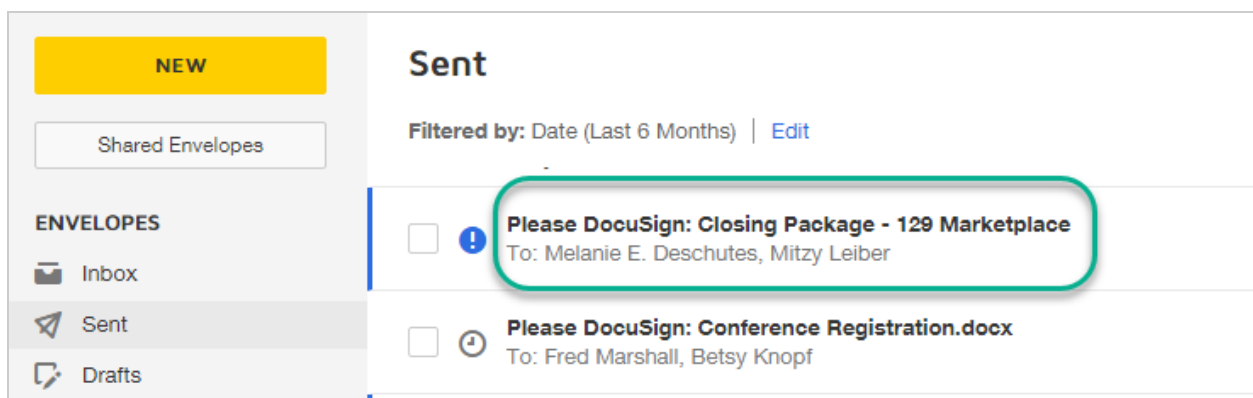 NEW
Shared Envelopes
ENVELOPES
Inbox
Sent
Drafts
Sent
Filtered by: Date (Last 6 Months) | Edit
Please DocuSign: Closing Package - 129 Marketplace
To: Melanie E. Deschutes, Mitzy Leiber
Please DocuSign: Conference Registration.docx
To: Fred Marshall, Betsy Knopf